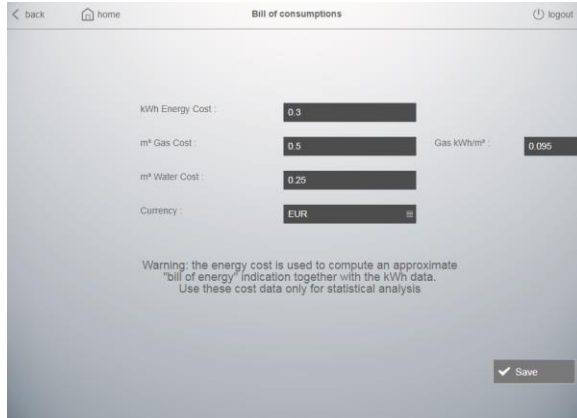 back
home
Bill of consumptions
logout
kWh Energy Cost :
0.3
m³ Gas Cost :
0.5
Gas kWh/m³ :
0.095
m³ Water Cost :
0.25
Currency :
EUR
Warning: the energy cost is used to compute an approximate
"bill of energy" indication together with the kWh data.
Use these cost data only for statistical analysis
Save